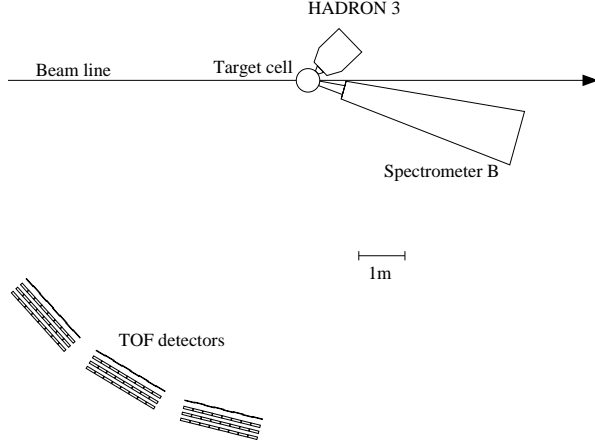 HADRON 3
Beam line
Target cell
Spectrometer B
1m
TOF detectors